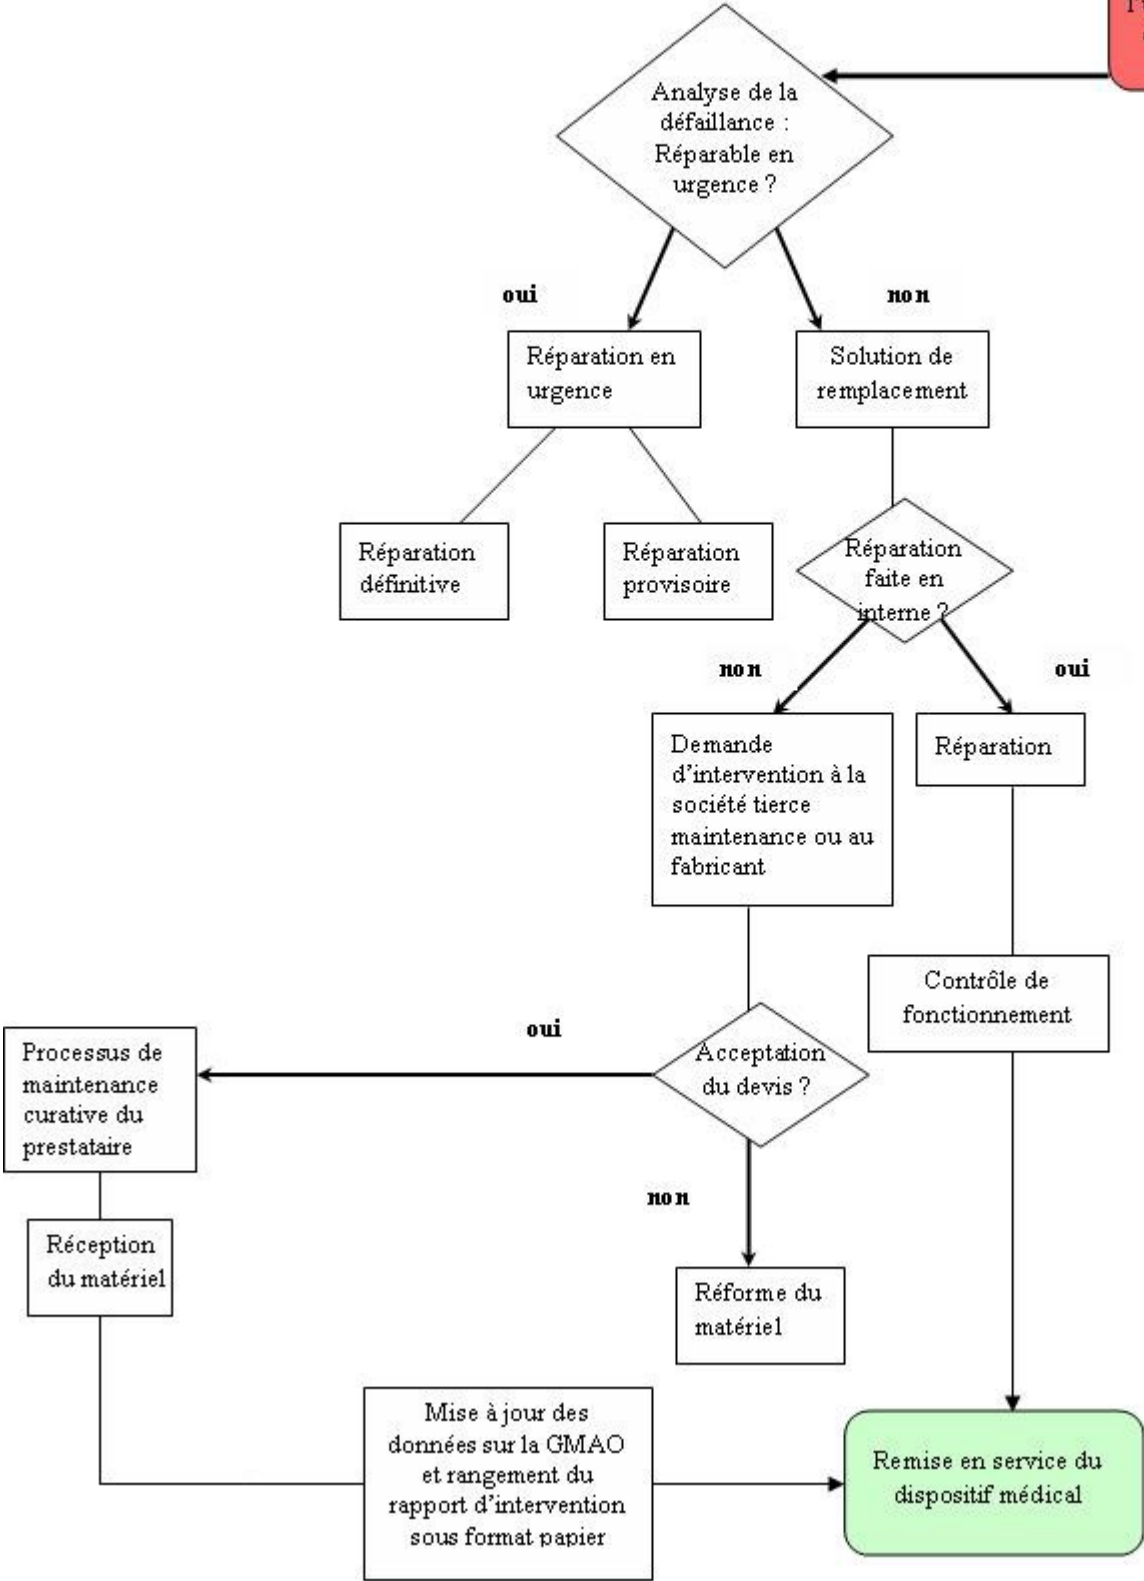 Analyse de la
défaillance :
Réparable en
urgence ?
oui
non
Réparation en
urgence
Solution de
remplacement
Réparation
définitive
Réparation
provisoire
Réparation
faite en
interne ?
non
oui
Demande
d'intervention à la
société tierce
maintenance ou au
fabricant
Réparation
Contrôle de
fonctionnement
oui
Acceptation
du devis ?
Processus de
maintenance
curative du
prestataire
non
Réception
du matériel
Réforme du
matériel
Mise à jour des
données sur la GMAO
et rangement du
rapport d'intervention
sous format papier
Remise en service du
dispositif médical